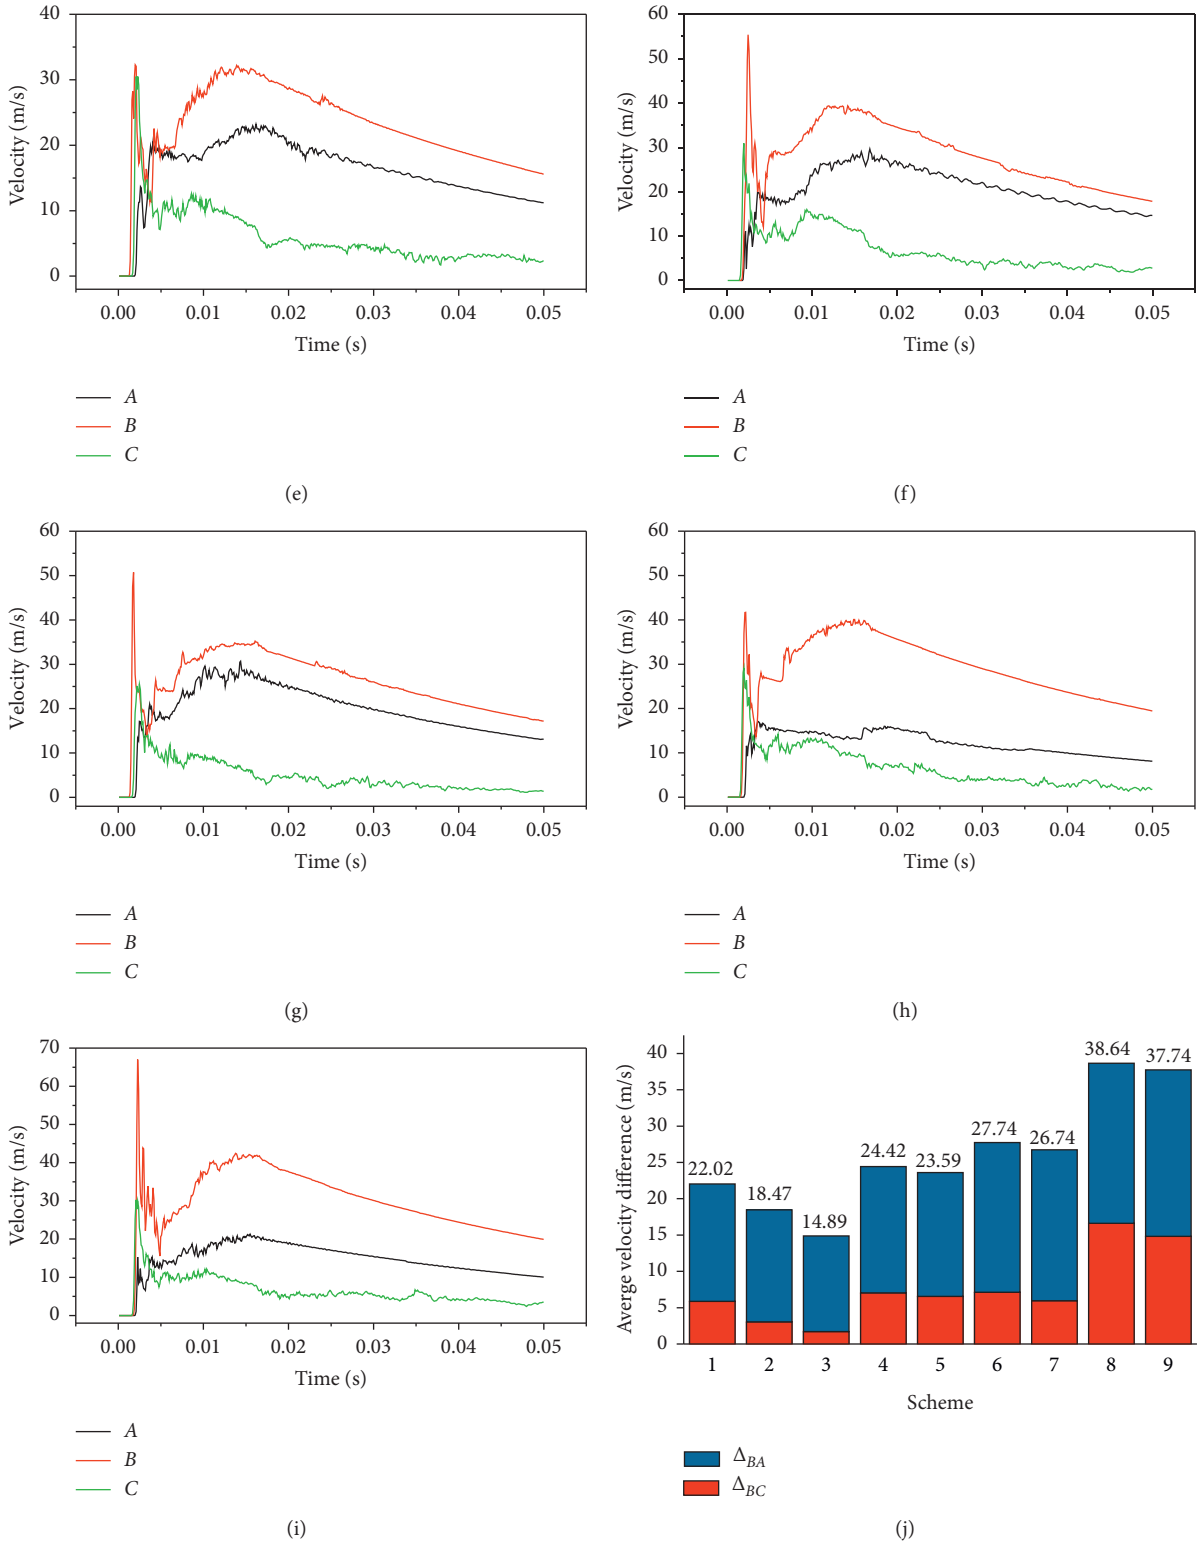 40
30
20
10
0
Velocity (m/s)
0.00 0.01 0.02 0.03 0.04 0.05
Time (s)
A
B
C
(e)
60
50
40
30
20
10
0
Velocity (m/s)
0.00 0.01 0.02 0.03 0.04 0.05
Time (s)
A
B
C
(f)
60
50
40
30
20
10
0
Velocity (m/s)
0.00 0.01 0.02 0.03 0.04 0.05
Time (s)
A
B
C
(g)
60
50
40
30
20
10
0
Velocity (m/s)
0.00 0.01 0.02 0.03 0.04 0.05
Time (s)
A
B
C
(h)
70
60
50
40
30
20
10
0
Velocity (m/s)
0.00 0.01 0.02 0.03 0.04 0.05
Time (s)
A
B
C
(i)
40
35
30
25
20
15
10
5
0
Averge velocity difference (m/s)
22.02
18.47
14.89
24.42
23.59
27.74
26.74
38.64
37.74
1 2 3 4 5 6 7 8 9
Scheme
Δ_BA
Δ_BC
(j)